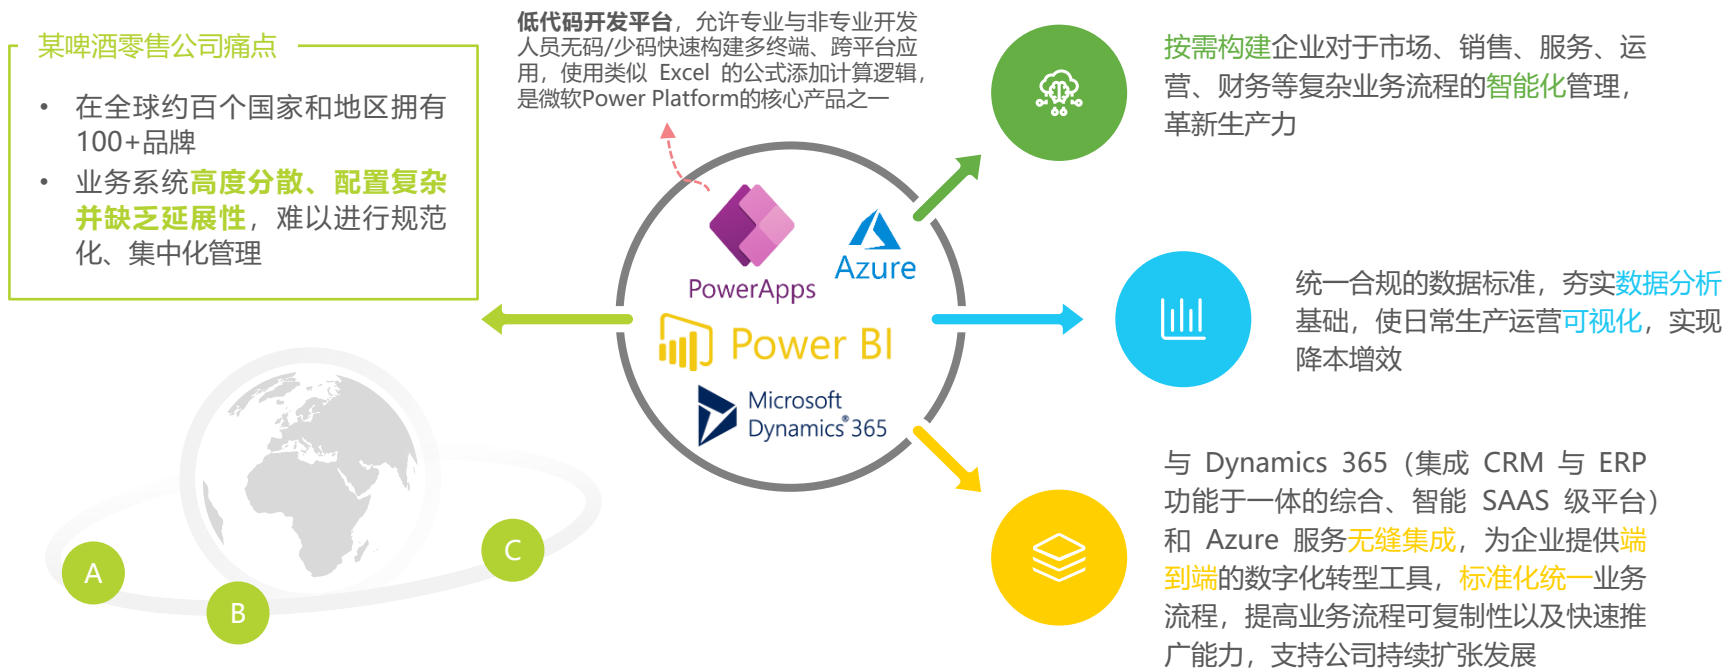 某啤酒零售公司痛点
• 在全球约百个国家和地区拥有
100+品牌
• 业务系统高度分散、配置复杂
并缺乏延展性，难以进行规范
化、集中化管理
低代码开发平台，允许专业与非专业开发
人员无码/少码快速构建多终端、跨平台应
用，使用类似 Excel 的公式添加计算逻辑，
是微软Power Platform的核心产品之一
PowerApps
Azure
Power BI
Microsoft
Dynamics® 365
按需构建企业对于市场、销售、服务、运
营、财务等复杂业务流程的智能化管理，
革新生产力
统一合规的数据标准，夯实数据分析
基础，使日常生产运营可视化，实现
降本增效
与 Dynamics 365（集成 CRM 与 ERP
功能于一体的综合、智能 SAAS 级平台）
和 Azure 服务无缝集成，为企业提供端
到端的数字化转型工具，标准化统一业务
流程，提高业务流程可复制性以及快速推
广能力，支持公司持续扩张发展
A
B
C